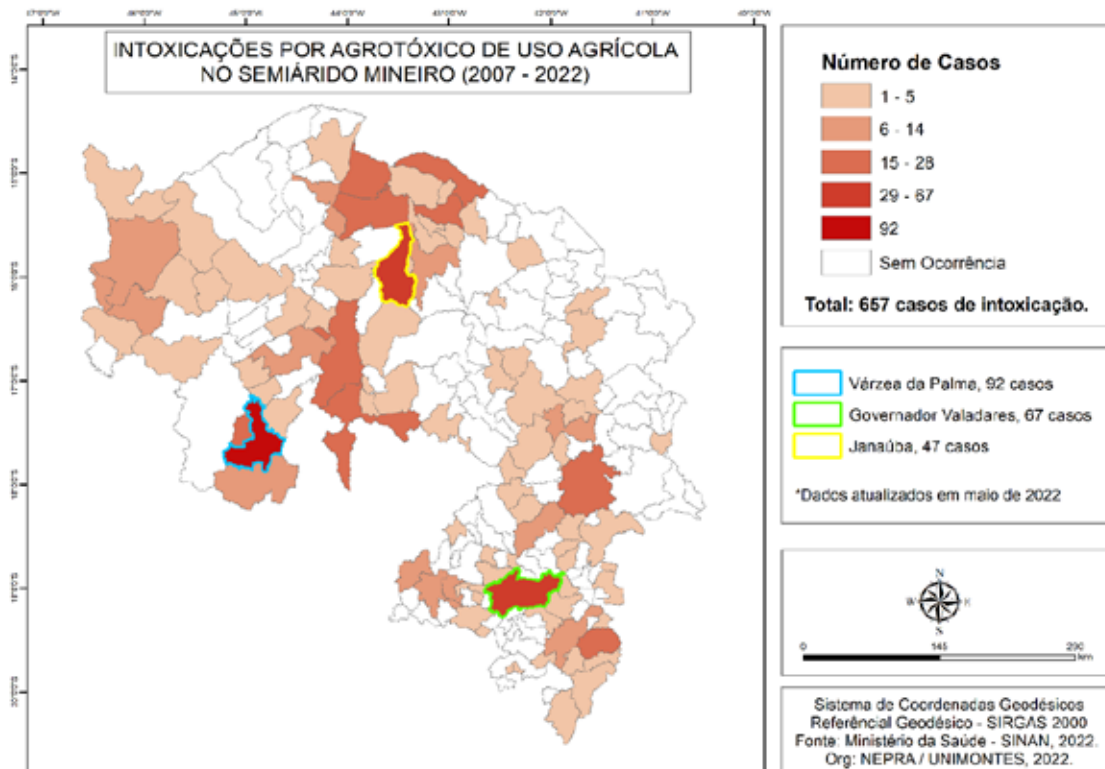 INTOXICAÇÕES POR AGROTÓXICO DE USO AGRÍCOLA
NO SEMIÁRIDO MINEIRO (2007 - 2022)
Número de Casos
1 - 5
6 - 14
15 - 28
29 - 67
92
Sem Ocorrência
Total: 657 casos de intoxicação.
Várzea da Palma, 92 casos
Governador Valadares, 67 casos
Janaúba, 47 casos
*Dados atualizados em maio de 2022
N
W
E
S
0
145
290
km
Sistema de Coordenadas Geodésicos
Referêncial Geodésico - SIRGAS 2000
Fonte: Ministério da Saúde - SINAN, 2022.
Org: NEPRA / UNIMONTES, 2022.